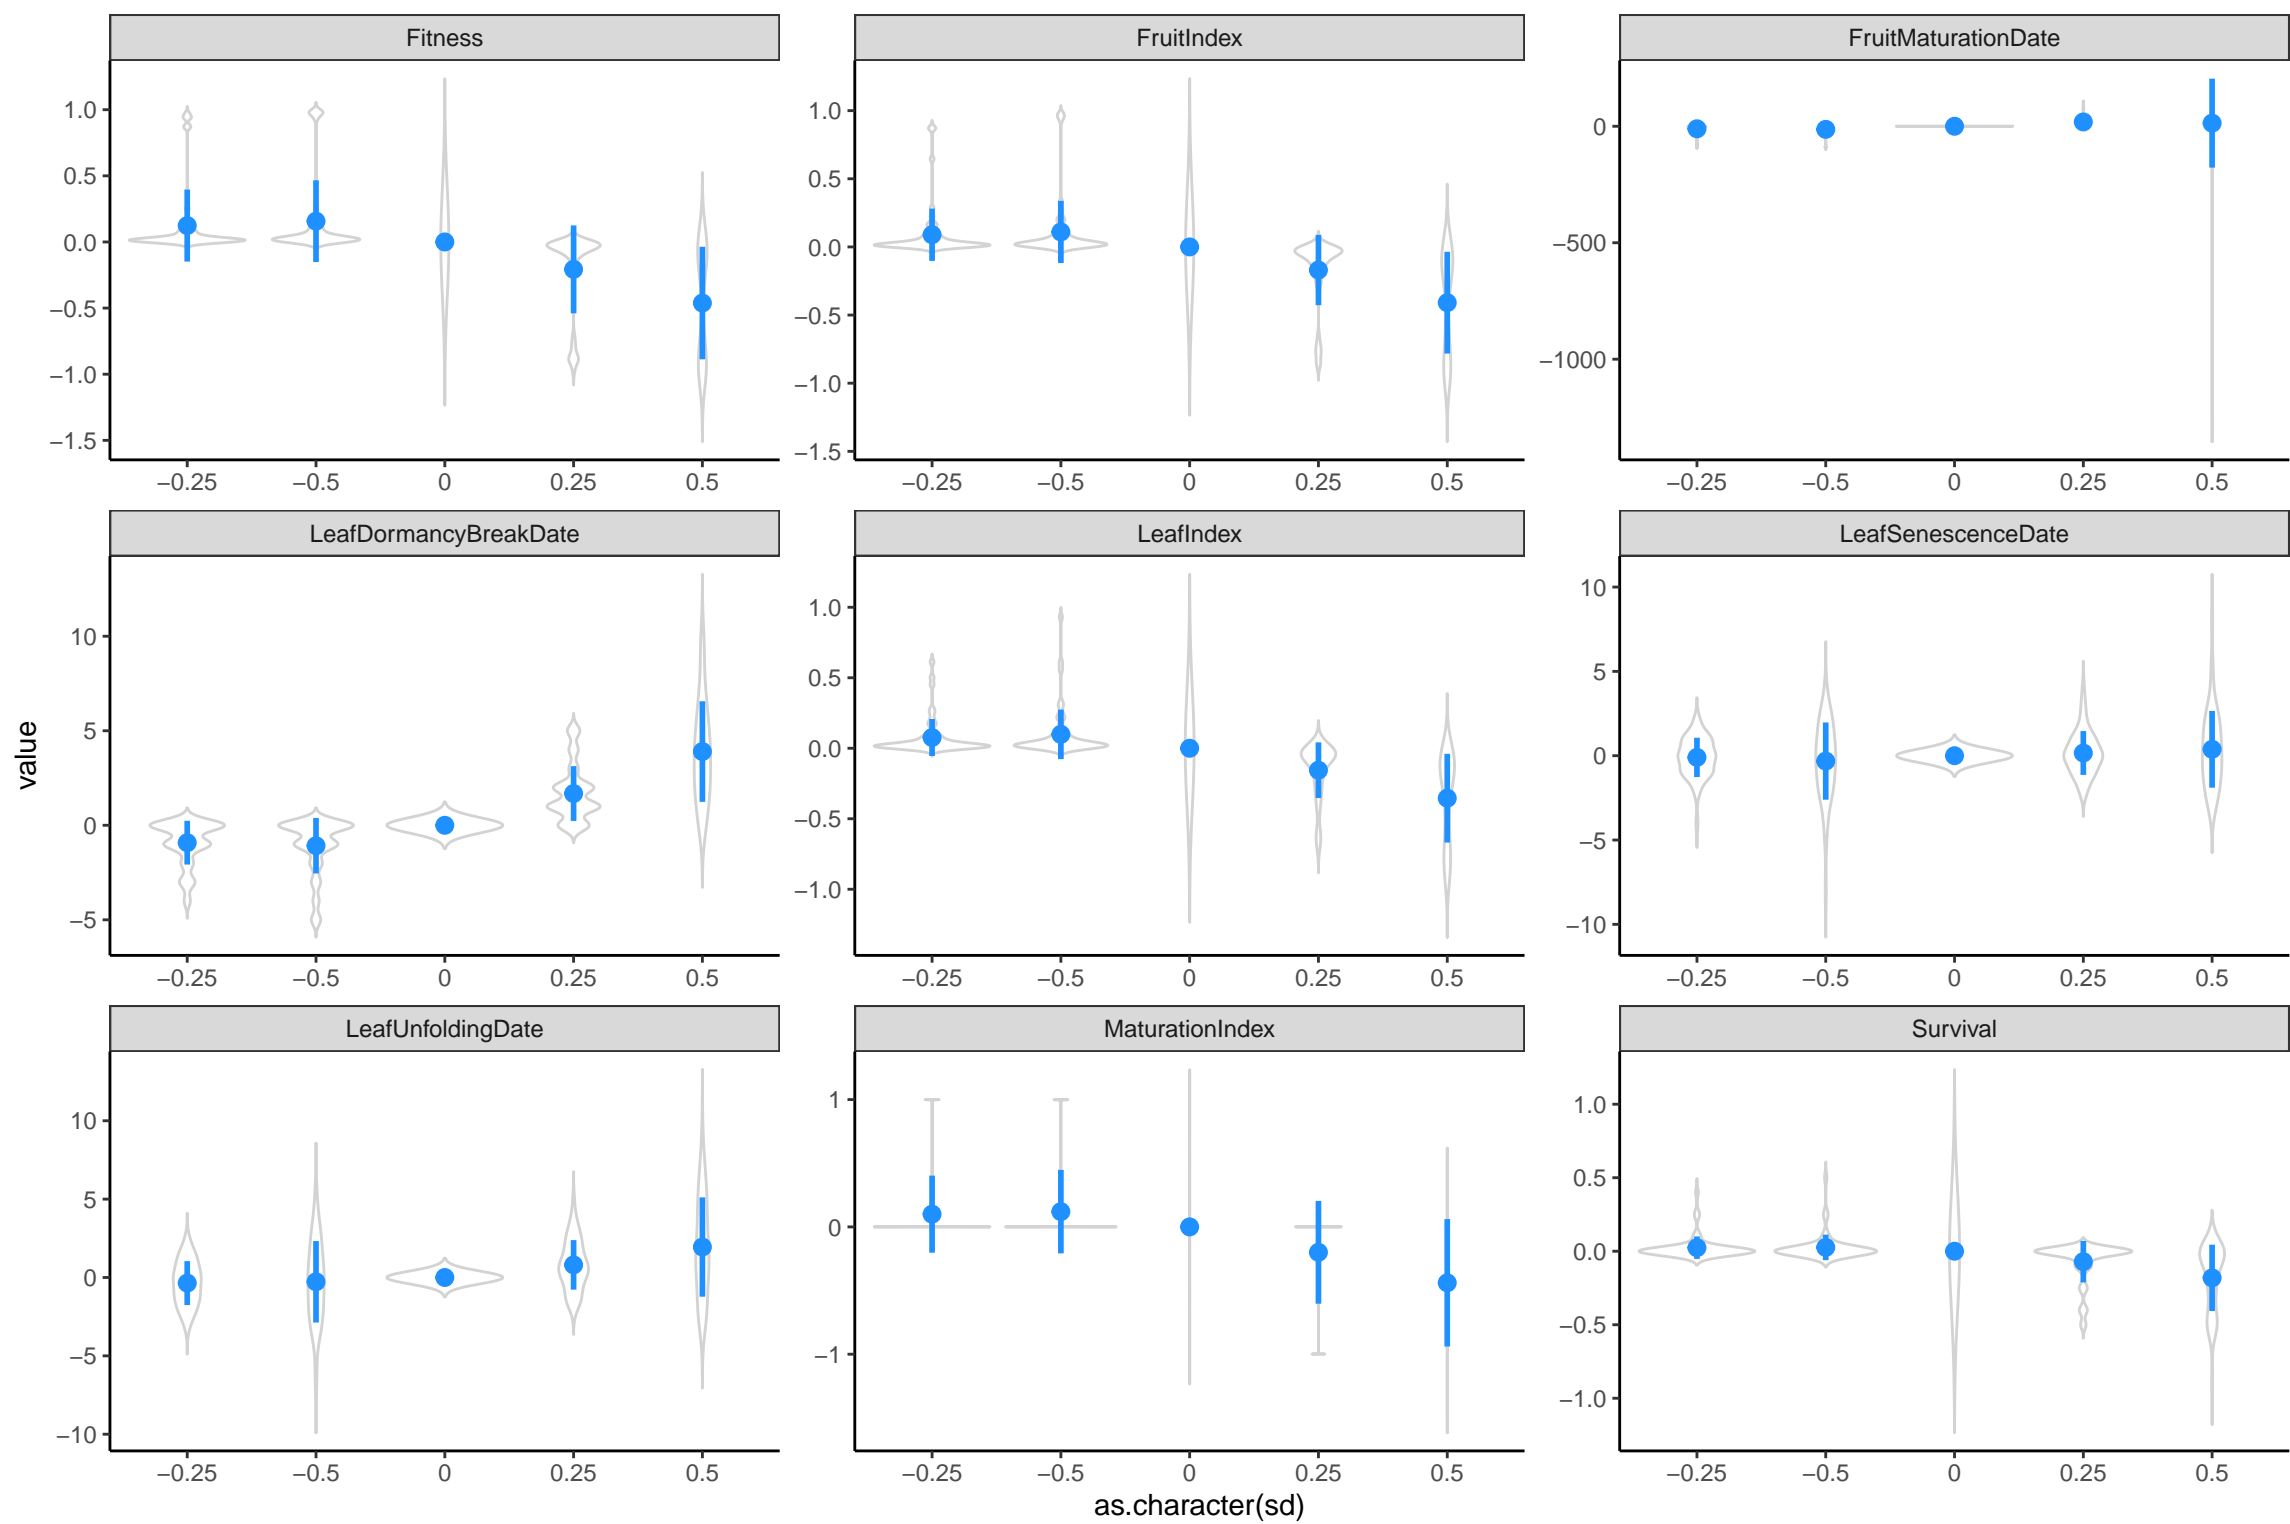 Fitness
FruitIndex
FruitMaturationDate
1.0
0.5
0.0
−0.5
−1.0
−1.5
1.0
0.5
0.0
−0.5
−1.0
−1.5
0
−500
−1000
−0.25 −0.5 0 0.25 0.5
−0.25 −0.5 0 0.25 0.5
−0.25 −0.5 0 0.25 0.5
LeafDormancyBreakDate
LeafIndex
LeafSenescenceDate
10
5
0
−5
1.0
0.5
0.0
−0.5
−1.0
10
5
0
−5
−10
−0.25 −0.5 0 0.25 0.5
−0.25 −0.5 0 0.25 0.5
−0.25 −0.5 0 0.25 0.5
value
LeafUnfoldingDate
MaturationIndex
Survival
10
5
0
−5
−10
1
0
−1
1.0
0.5
0.0
−0.5
−1.0
−0.25 −0.5 0 0.25 0.5
−0.25 −0.5 0 0.25 0.5
−0.25 −0.5 0 0.25 0.5
as.character(sd)